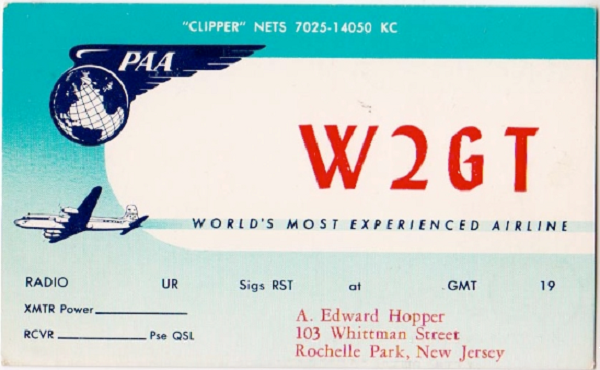 "CLIPPER" NETS 7025-14050 KC
PAA
W2GT
WORLD'S MOST EXPERIENCED AIRLINE
RADIO UR Sigs RST at GMT 19
XMTR Power
RCVR Pse QSL
A. Edward Hopper
103 Whittman Street
Rochelle Park, New Jersey